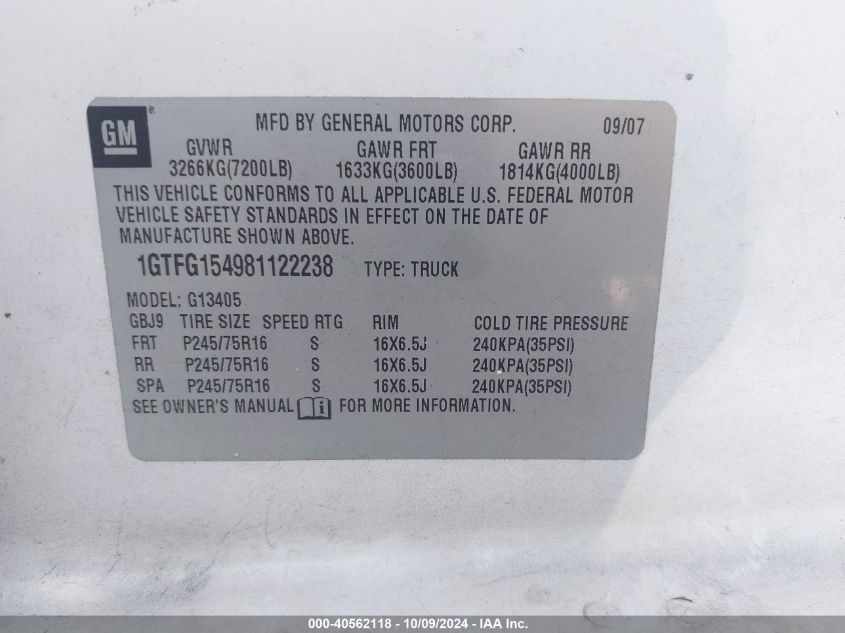 GM ®
MFD BY GENERAL MOTORS CORP. 09/07
GVWR GAWR FRT GAWR RR
3266KG(7200LB) 1633KG(3600LB) 1814KG(4000LB)
THIS VEHICLE CONFORMS TO ALL APPLICABLE U.S. FEDERAL MOTOR
VEHICLE SAFETY STANDARDS IN EFFECT ON THE DATE OF
MANUFACTURE SHOWN ABOVE.
1GTFG154981122238 TYPE: TRUCK
MODEL: G13405
GBJ9 TIRE SIZE SPEED RTG RIM COLD TIRE PRESSURE
FRT P245/75R16 S 16X6.5J 240KPA(35PSI)
RR P245/75R16 S 16X6.5J 240KPA(35PSI)
SPA P245/75R16 S 16X6.5J 240KPA(35PSI)
SEE OWNER'S MANUAL i FOR MORE INFORMATION.
000-40562118 - 10/09/2024 - IAA Inc.